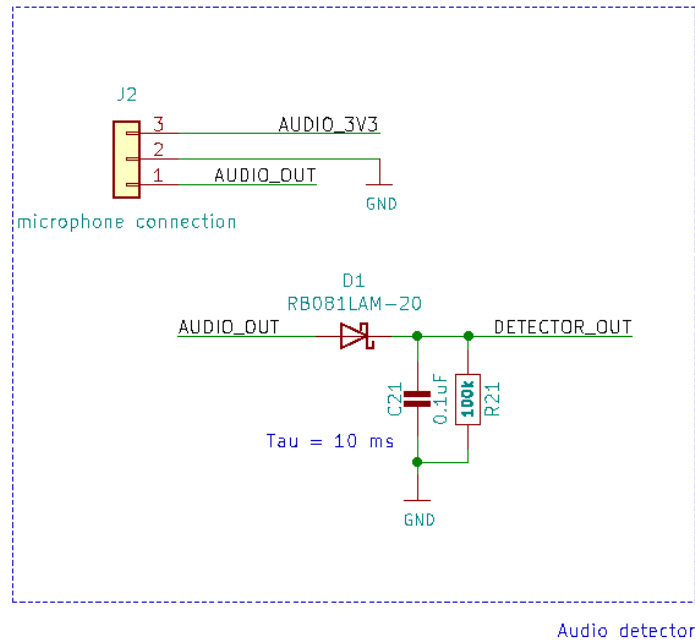 J2
3
AUDIO_3V3
2
1
AUDIO_OUT
GND
microphone connection
D1
RB081LAM-20
AUDIO_OUT
DETECTOR_OUT
C21
0.1uF
100k
R21
Tau = 10 ms
GND
Audio detector